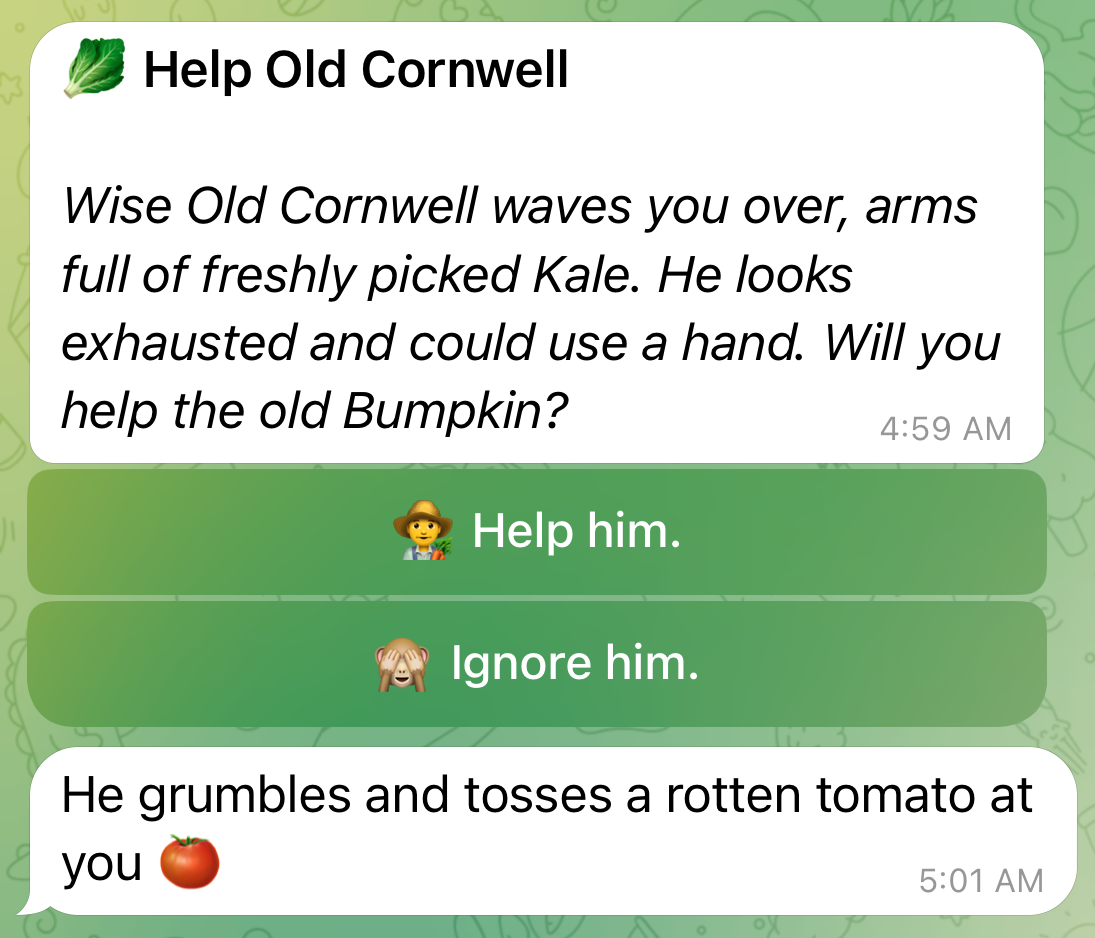 🥬 Help Old Cornwell
Wise Old Cornwell waves you over, arms
full of freshly picked Kale. He looks
exhausted and could use a hand. Will you
help the old Bumpkin?
4:59 AM
🧑‍🌾 Help him.
🙈 Ignore him.
He grumbles and tosses a rotten tomato at
you 🍅
5:01 AM